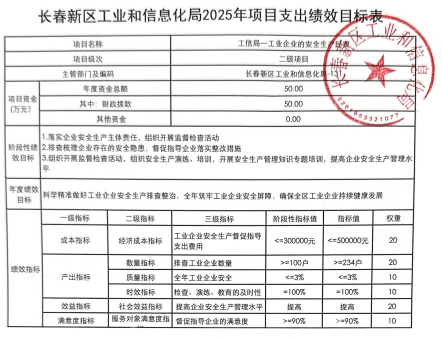 长春新区工业和信息化局2025年项目支出绩效目标表
项目名称 工信局—工业企业的安全生产经费
项目级次 二级项目
主管部门及编码 长春新区工业和信息化局-131
项目资金(万元) 年度资金总额 50.00
其中: 财政拨款 50.00
其他资金 0.00
阶段性绩效目标 1.落实企业安全生产主体责任、组织开展监督检查活动
2.排查梳理企业存在的安全隐患，督促指导企业落实整改措施
3.组织开展监督检查活动，组织安全生产演练、培训，开展安全生产管理知识专题培训，提高企业安全生产管理水平
年度绩效目标 科学精准做好工业企业安全生产排查整治，全年筑牢工业企业安全屏障，确保全区工业企业持续健康发展
绩效指标 一级指标 二级指标 三级指标 阶段性指标值 指标值 权重
成本指标 经济成本指标 工业企业安全生产督促指导支出费用 <=300000元 <=500000元 20
产出指标 数量指标 排查工业企业数量 >=100户 >=234户 20
质量指标 全年工业企业安全 <=3% <=3% 10
时效指标 检查、演练、教育的及时性 =100% =100% 10
效益指标 社会效益指标 提高企业安全生产管理水平 提高 提高 20
满意度指标 服务对象满意度指 督促指导企业的满意度 >=90% >=90% 10
长春新区工业和信息化局